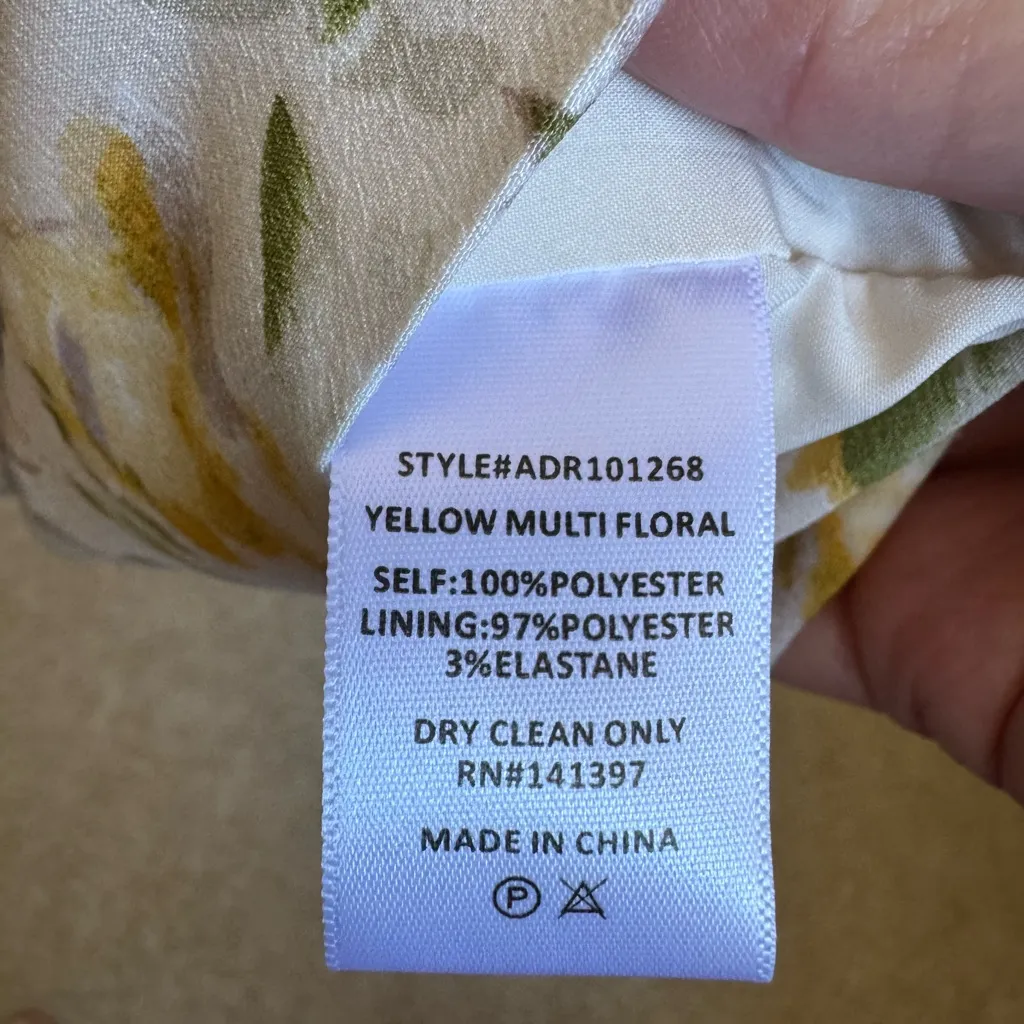 STYLE#ADR101268
YELLOW MULTI FLORAL
SELF:100%POLYESTER
LINING:97%POLYESTER
3%ELASTANE
DRY CLEAN ONLY
RN#141397
MADE IN CHINA
P